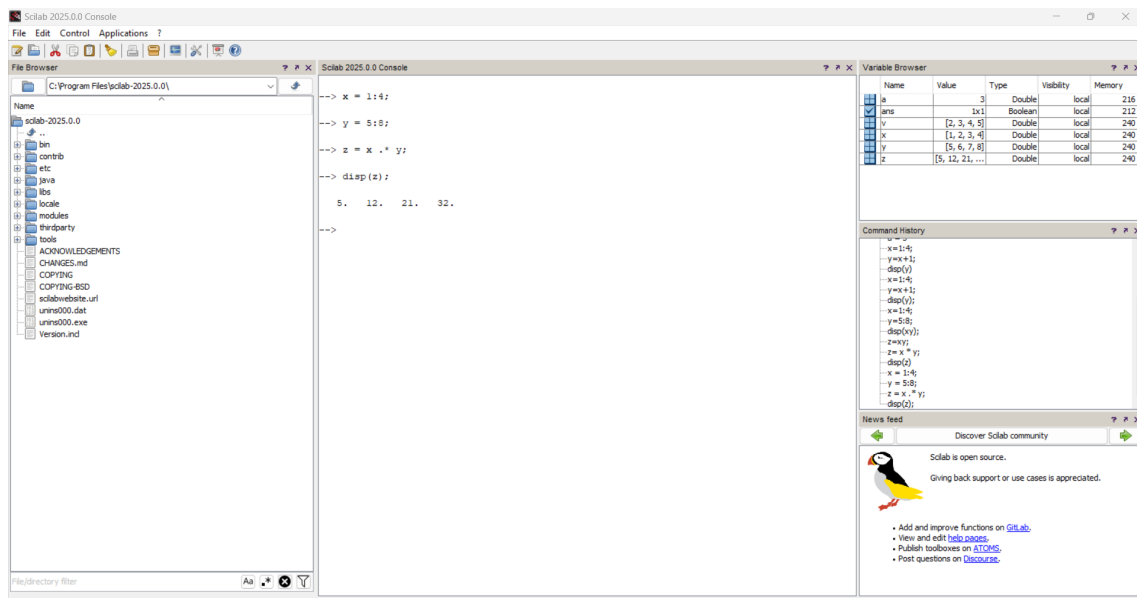 Scilab 2025.0.0 Console
File Edit Control Applications ?
File Browser
C:\Program Files\scilab-2025.0.0\
Name
scilab-2025.0.0
..
bin
contrib
etc
java
libs
locale
modules
thirdparty
tools
ACKNOWLEDGEMENTS
CHANGES.md
COPYING
COPYING-BSD
scilabwebsite.url
unins000.dat
unins000.exe
Version.incl
File/directory filter
Aa .*
Scilab 2025.0.0 Console
--> x = 1:4;
--> y = 5:8;
--> z = x .* y;
--> disp(z);
5. 12. 21. 32.
-->
Variable Browser
Name Value Type Visibility Memory
a 3 Double local 216
ans 1x1 Boolean local 212
v [2, 3, 4, 5] Double local 240
x [1, 2, 3, 4] Double local 240
y [5, 6, 7, 8] Double local 240
z [5, 12, 21, ... Double local 240
Command History
x=1:4;
y=x+1;
disp(y)
x=1:4;
y=x+1;
disp(y);
x=1:4;
y=5:8;
disp(xy);
z=xy;
z= x * y;
disp(z)
x = 1:4;
y = 5:8;
z = x .* y;
disp(z);
News feed
Discover Scilab community
Scilab is open source.
Giving back support or use cases is appreciated.
• Add and improve functions on GitLab.
• View and edit help pages.
• Publish toolboxes on ATOMS.
• Post questions on Discourse.